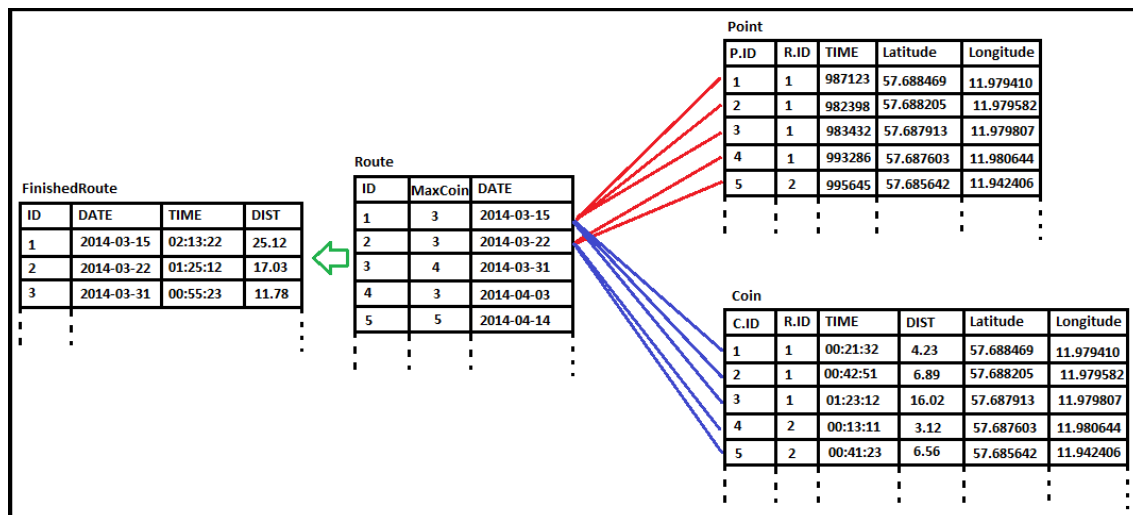 Point
P.ID R.ID TIME Latitude Longitude
1 1 987123 57.688469 11.979410
2 1 982398 57.688205 11.979582
3 1 983432 57.687913 11.979807
4 1 993286 57.687603 11.980644
5 2 995645 57.685642 11.942406
Route
ID MaxCoin DATE
1 3 2014-03-15
2 3 2014-03-22
3 4 2014-03-31
4 3 2014-04-03
5 5 2014-04-14
FinishedRoute
ID DATE TIME DIST
1 2014-03-15 02:13:22 25.12
2 2014-03-22 01:25:12 17.03
3 2014-03-31 00:55:23 11.78
Coin
C.ID R.ID TIME DIST Latitude Longitude
1 1 00:21:32 4.23 57.688469 11.979410
2 1 00:42:51 6.89 57.688205 11.979582
3 1 01:23:12 16.02 57.687913 11.979807
4 2 00:13:11 3.12 57.687603 11.980644
5 2 00:41:23 6.56 57.685642 11.942406